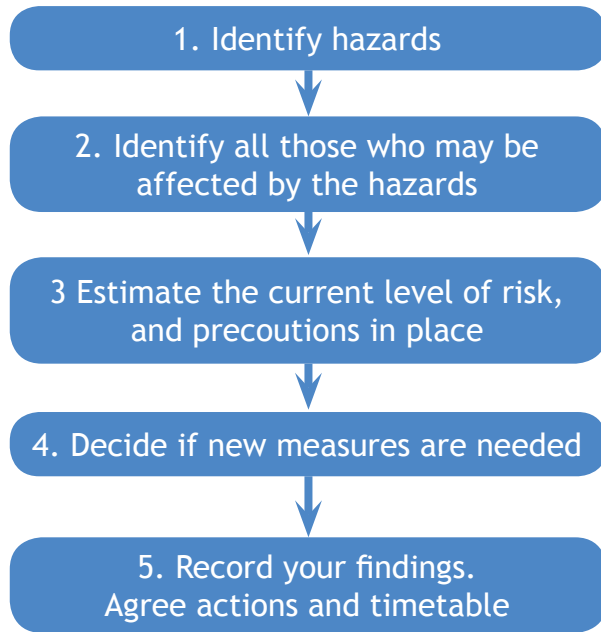 1. Identify hazards
2. Identify all those who may be
affected by the hazards
3 Estimate the current level of risk,
and precoutions in place
4. Decide if new measures are needed
5. Record your findings.
Agree actions and timetable